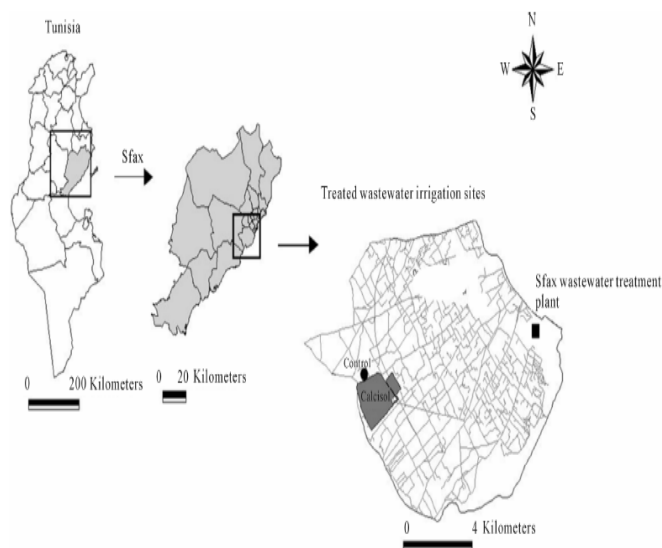 Tunisia
N
W E
S
Sfax
Treated wastewater irrigation sites
Sfax wastewater treatment
plant
Control
Calcisol
0 200 Kilometers
0 20 Kilometers
0 4 Kilometers